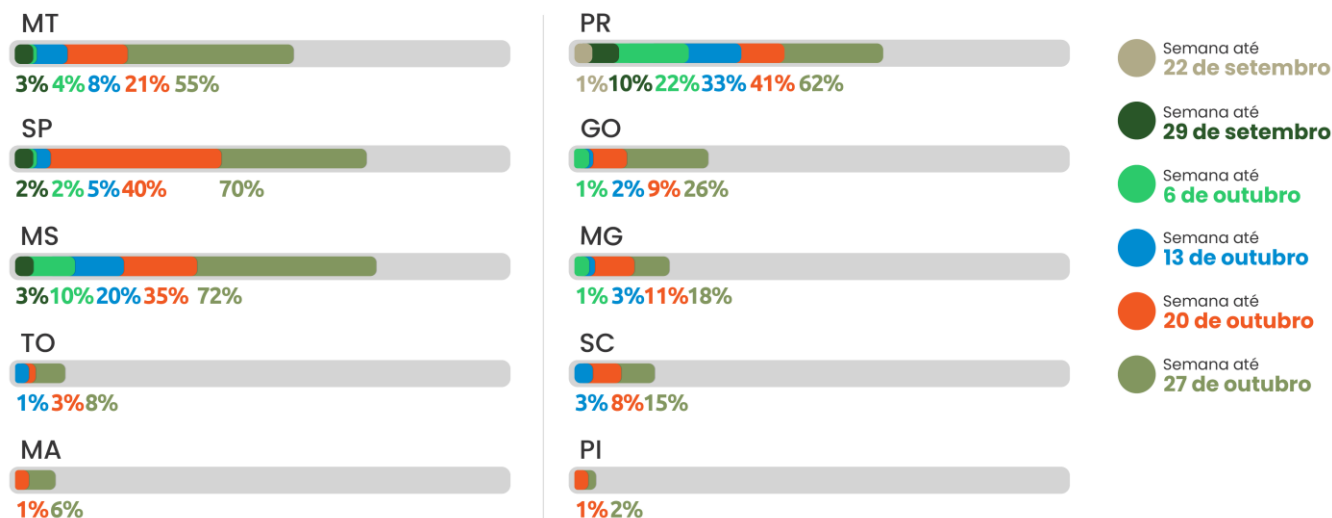 MT
3% 4% 8% 21% 55%
SP
2% 2% 5% 40% 70%
MS
3% 10% 20% 35% 72%
TO
1% 3% 8%
MA
1% 6%
PR
1% 10% 22% 33% 41% 62%
GO
1% 2% 9% 26%
MG
1% 3% 11% 18%
SC
3% 8% 15%
PI
1% 2%
Semana até
22 de setembro
Semana até
29 de setembro
Semana até
6 de outubro
Semana até
13 de outubro
Semana até
20 de outubro
Semana até
27 de outubro